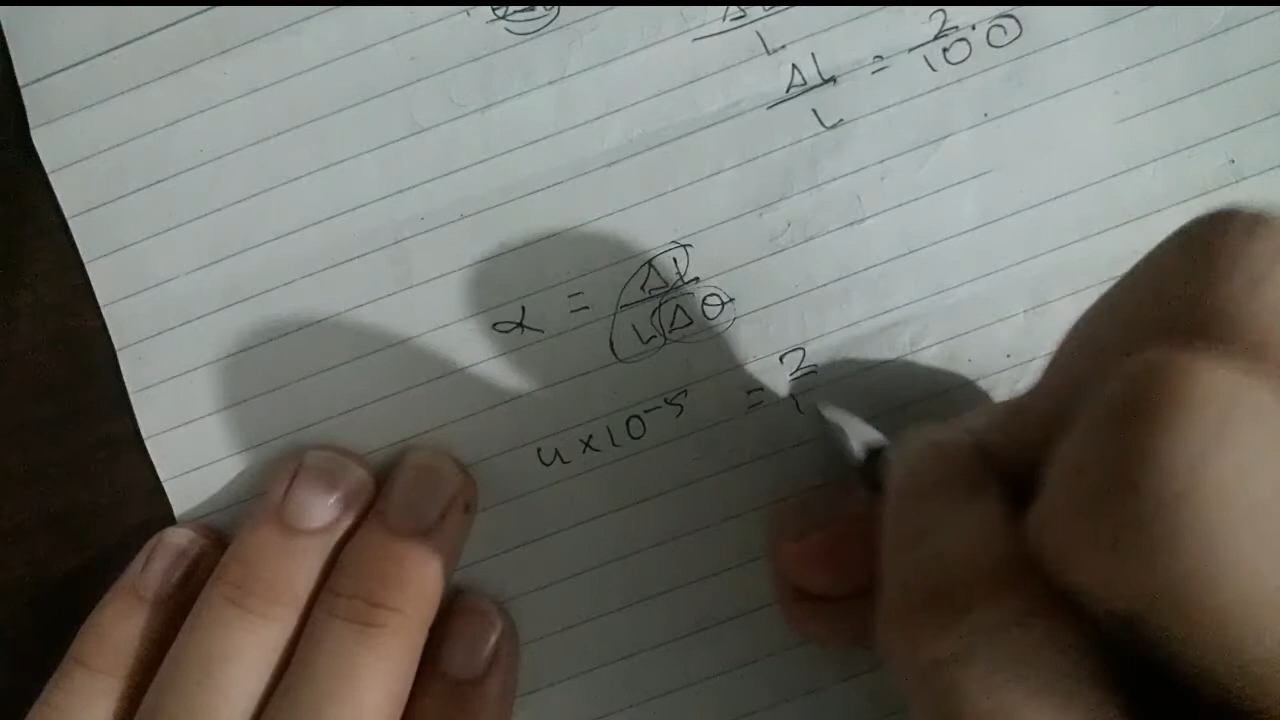 ΔL/L = 2/100
α = ΔL/LΔθ
4×10⁻⁵ = 2/1